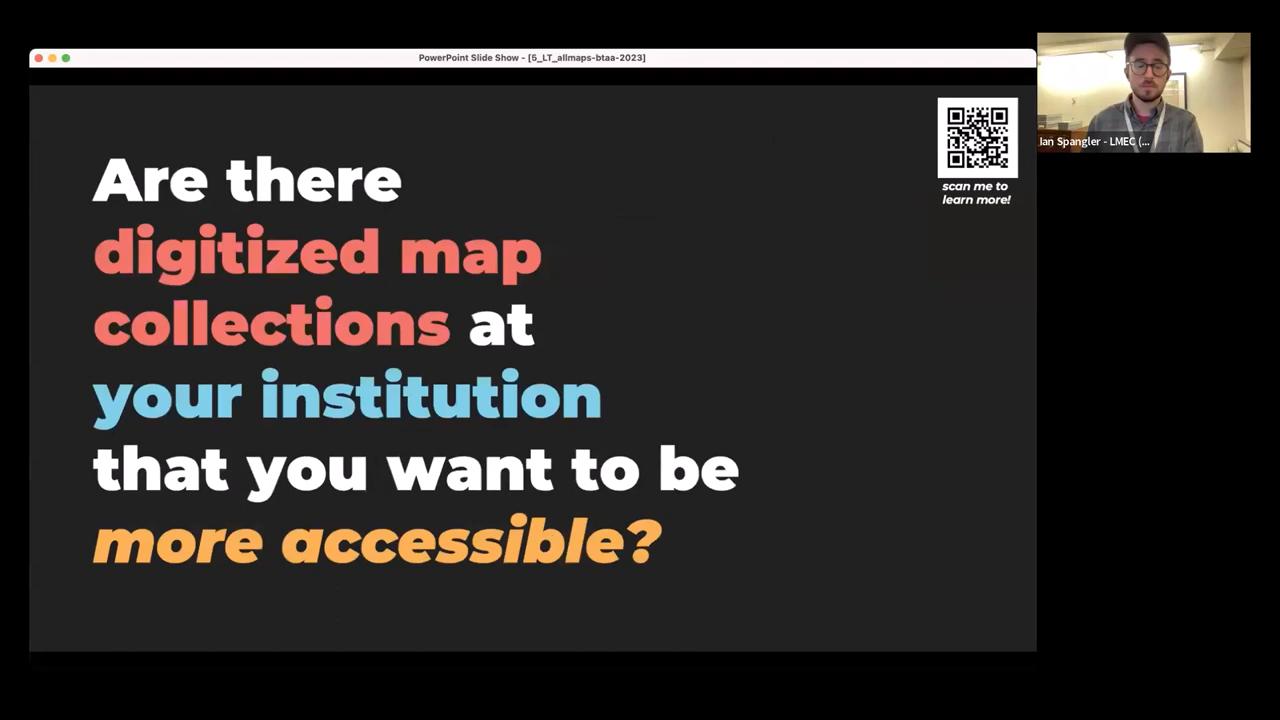 PowerPoint Slide Show - [5_LT_allmaps-btaa-2023]
Are there
digitized map
collections at
your institution
that you want to be
more accessible?
scan me to
learn more!
Ian Spangler - LMEC (...